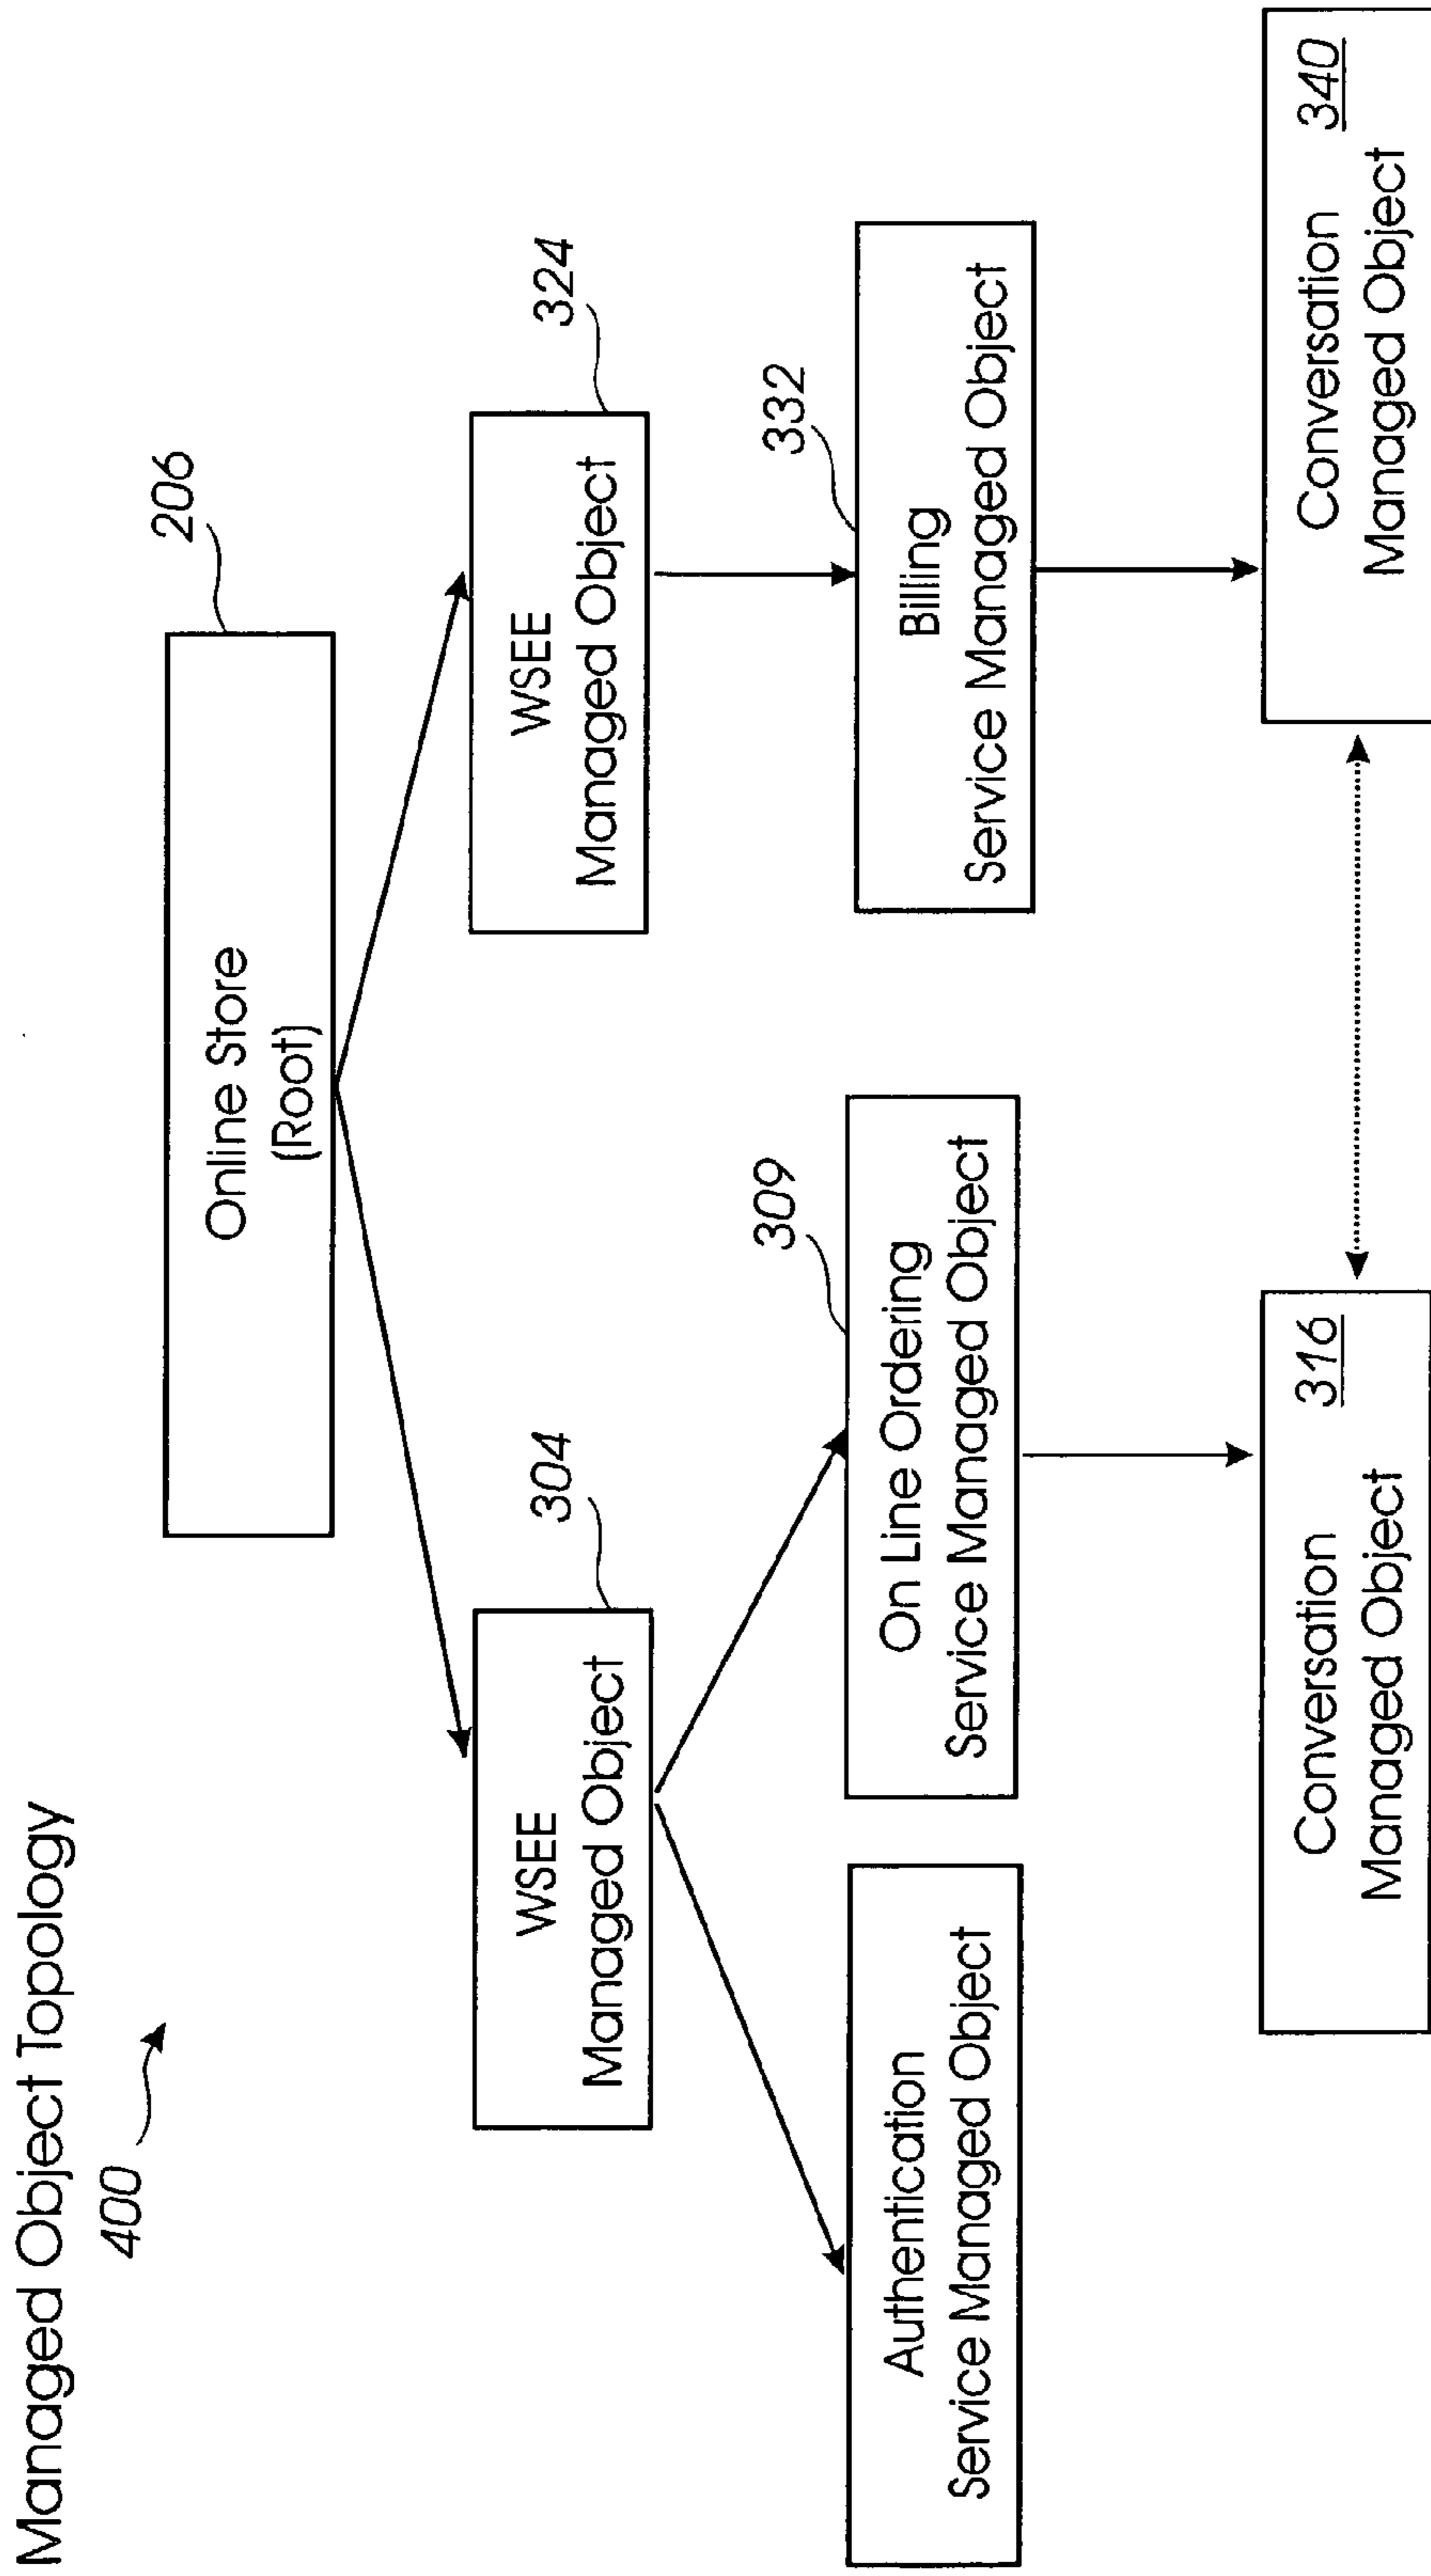 Managed Object Topology
400
Online Store
(Root)
206
WSEE
Managed Object
304
WSEE
Managed Object
324
Authentication
Service Managed Object
On Line Ordering
Service Managed Object
309
Billing
Service Managed Object
332
Conversation 316
Managed Object
Conversation 340
Managed Object